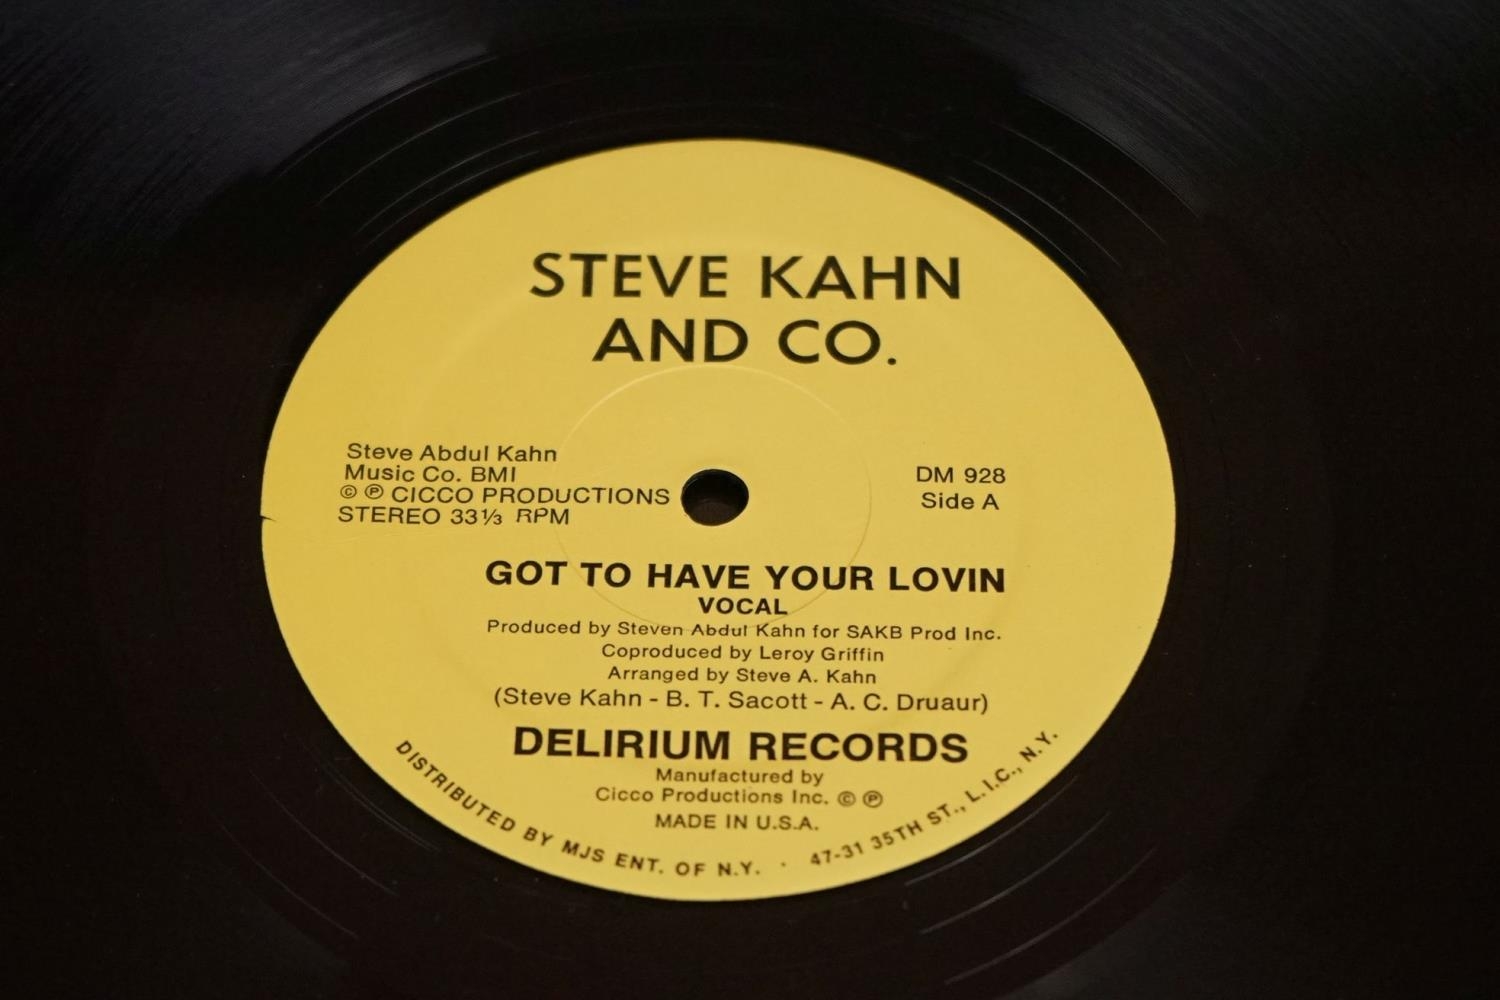 STEVE KAHN
AND CO.
Steve Abdul Kahn
Music Co. BMI
© ℗ CICCO PRODUCTIONS
STEREO 33⅓ RPM
DM 928
Side A
GOT TO HAVE YOUR LOVIN
VOCAL
Produced by Steven Abdul Kahn for SAKB Prod Inc.
Coproduced by Leroy Griffin
Arranged by Steve A. Kahn
(Steve Kahn - B. T. Sacott - A. C. Druaur)
DELIRIUM RECORDS
Manufactured by
Cicco Productions Inc. © ℗
MADE IN U.S.A.
DISTRIBUTED BY MJS ENT. OF N.Y. · 47-31 35TH ST., L.I.C., N.Y.